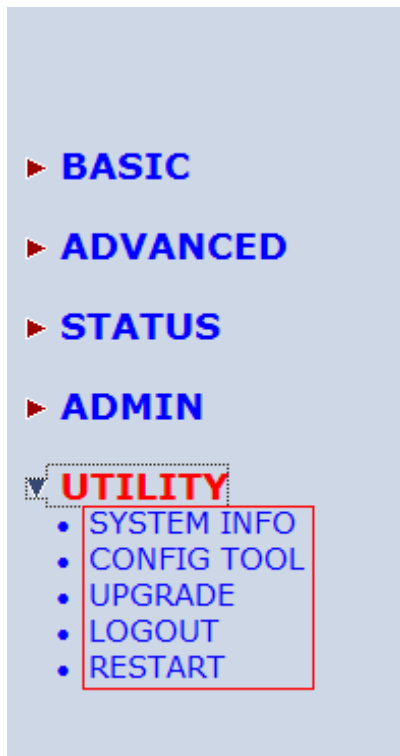 BASIC
ADVANCED
STATUS
ADMIN
UTILITY
SYSTEM INFO
CONFIG TOOL
UPGRADE
LOGOUT
RESTART